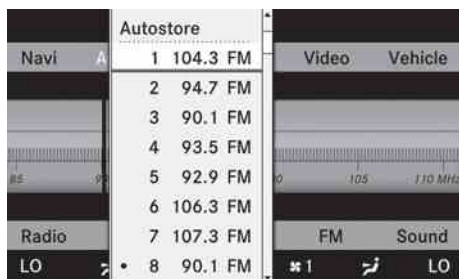 Autostore
Navi A Video Vehicle
1 104.3 FM
2 94.7 FM
3 90.1 FM
4 93.5 FM
5 92.9 FM
85 105 110 MHz
6 106.3 FM
Radio 7 107.3 FM FM Sound
LO • 8 90.1 FM 1 LO